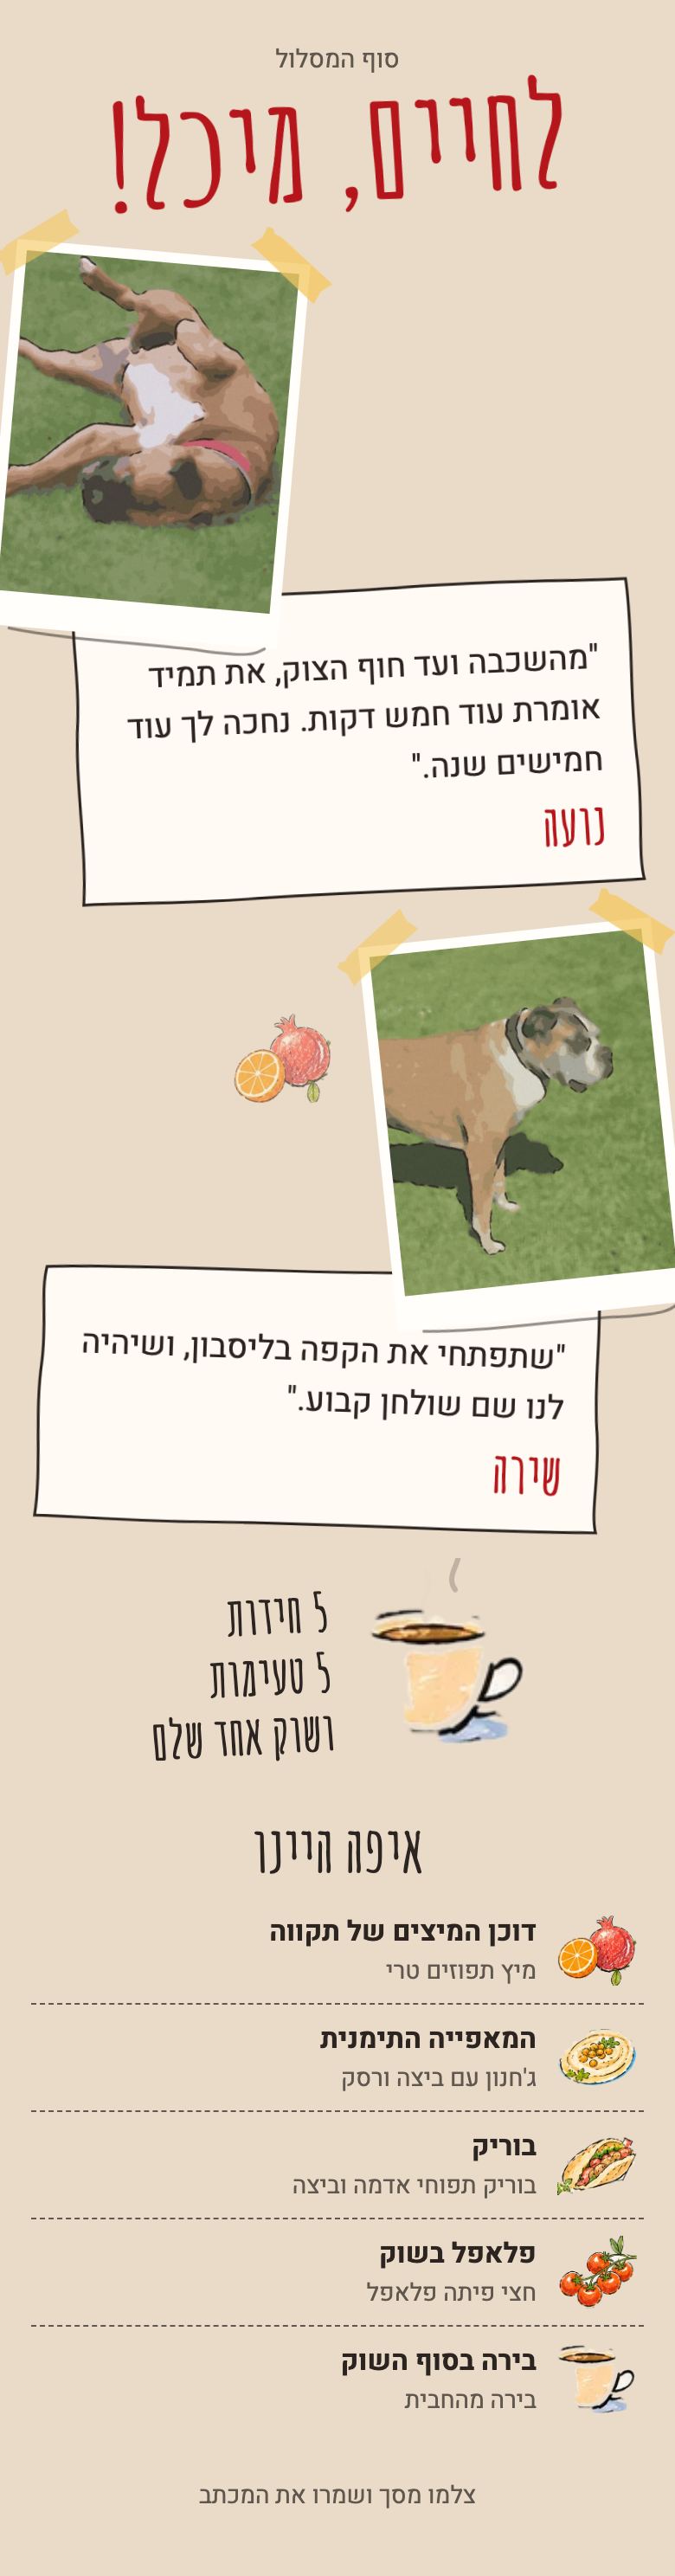 סוף המסלול
לחיים, מיכל!
"מהשכבה ועד חוף הצוק, את תמיד
אומרת עוד חמש דקות. נחכה לך עוד
חמישים שנה."
נועה
"שתפתחי את הקפה בליסבון, ושיהיה
לנו שם שולחן קבוע."
שירה
5 חידות
5 טעימות
ושוק אחד שלם
איפה היינו
דוכן המיצים של תקווה
מיץ תפוזים טרי
המאפייה התימנית
ג'חנון עם ביצה ורסק
בוריק
בוריק תפוחי אדמה וביצה
פלאפל בשוק
חצי פיתה פלאפל
בירה בסוף השוק
בירה מהחבית
צלמו מסך ושמרו את המכתב